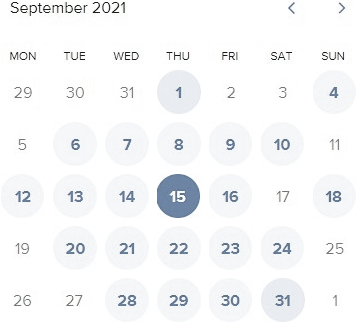 September 2021
MON TUE WED THU FRI SAT SUN
29 30 31 1 2 3 4
5 6 7 8 9 10 11
12 13 14 15 16 17 18
19 20 21 22 23 24 25
26 27 28 29 30 31 1